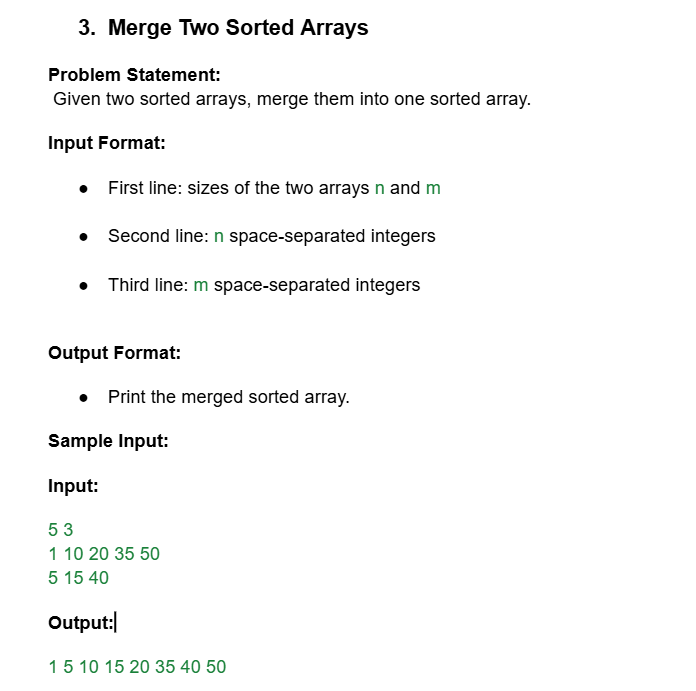 3. Merge Two Sorted Arrays
Problem Statement:
Given two sorted arrays, merge them into one sorted array.
Input Format:
● First line: sizes of the two arrays n and m
● Second line: n space-separated integers
● Third line: m space-separated integers
Output Format:
● Print the merged sorted array.
Sample Input:
Input:
5 3
1 10 20 35 50
5 15 40
Output:
1 5 10 15 20 35 40 50